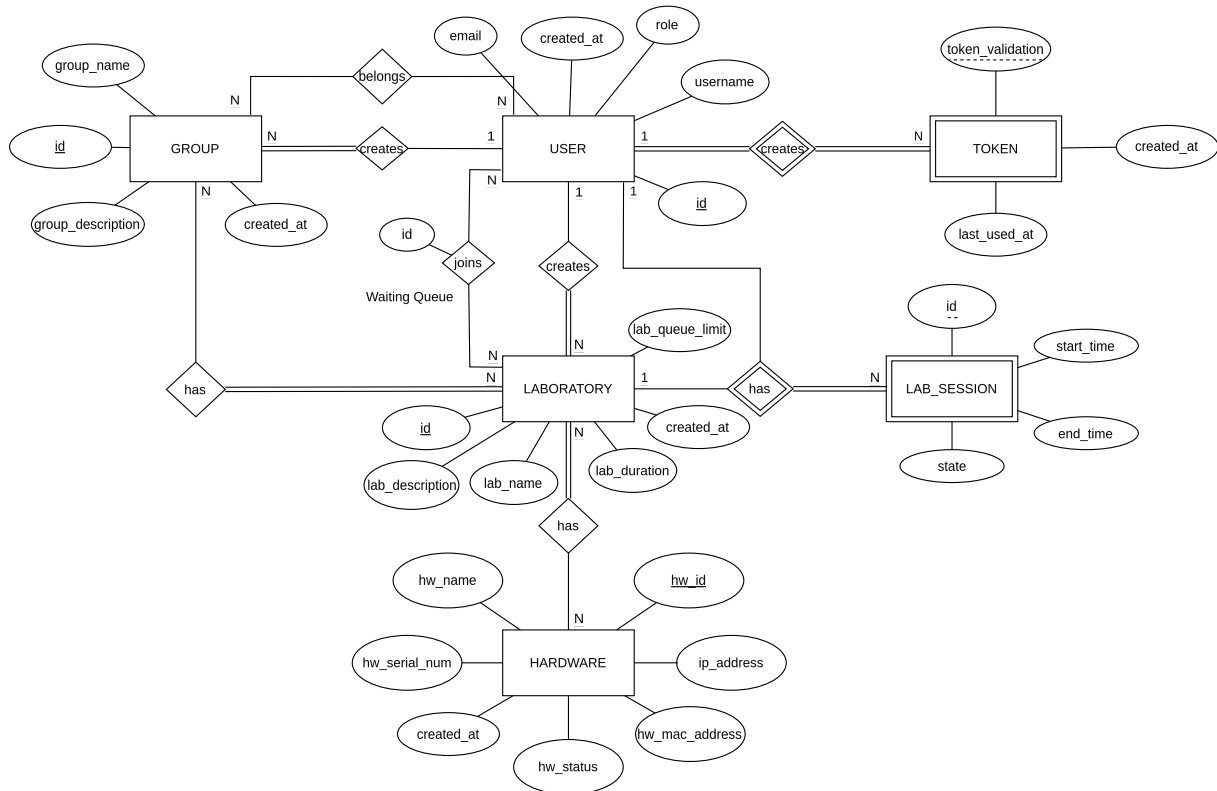 role
email
created_at
token_validation
group_name
belongs
username
N
N
N
1
1
N
id
GROUP
creates
USER
creates
TOKEN
created_at
N
N
1
1
id
group_description
created_at
id
last_used_at
joins
creates
Waiting Queue
id
lab_queue_limit
start_time
N
N
N
1
N
has
LABORATORY
has
LAB_SESSION
id
created_at
N
end_time
state
lab_description
lab_name
lab_duration
has
hw_name
hw_id
N
hw_serial_num
HARDWARE
ip_address
created_at
hw_mac_address
hw_status